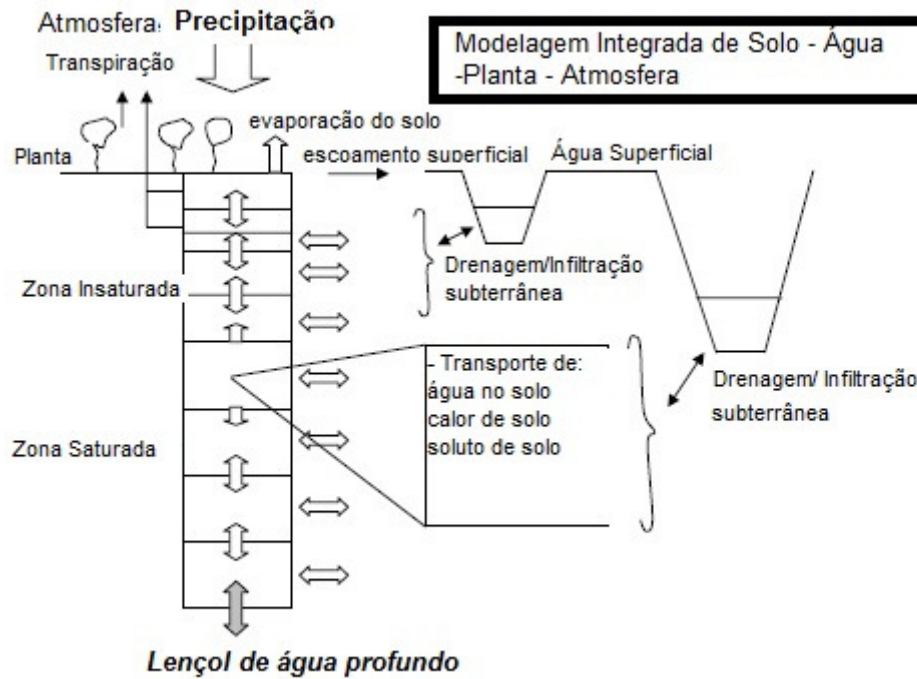 Atmosfera Precipitação
Transpiração
Modelagem Integrada de Solo - Água
-Planta - Atmosfera
evaporação do solo
Planta
escoamento superficial
Água Superficial
Drenagem/Infiltração
subterrânea
Zona Insaturada
- Transporte de:
água no solo
calor de solo
soluto de solo
Drenagem/ Infiltração
subterrânea
Zona Saturada
Lençol de água profundo